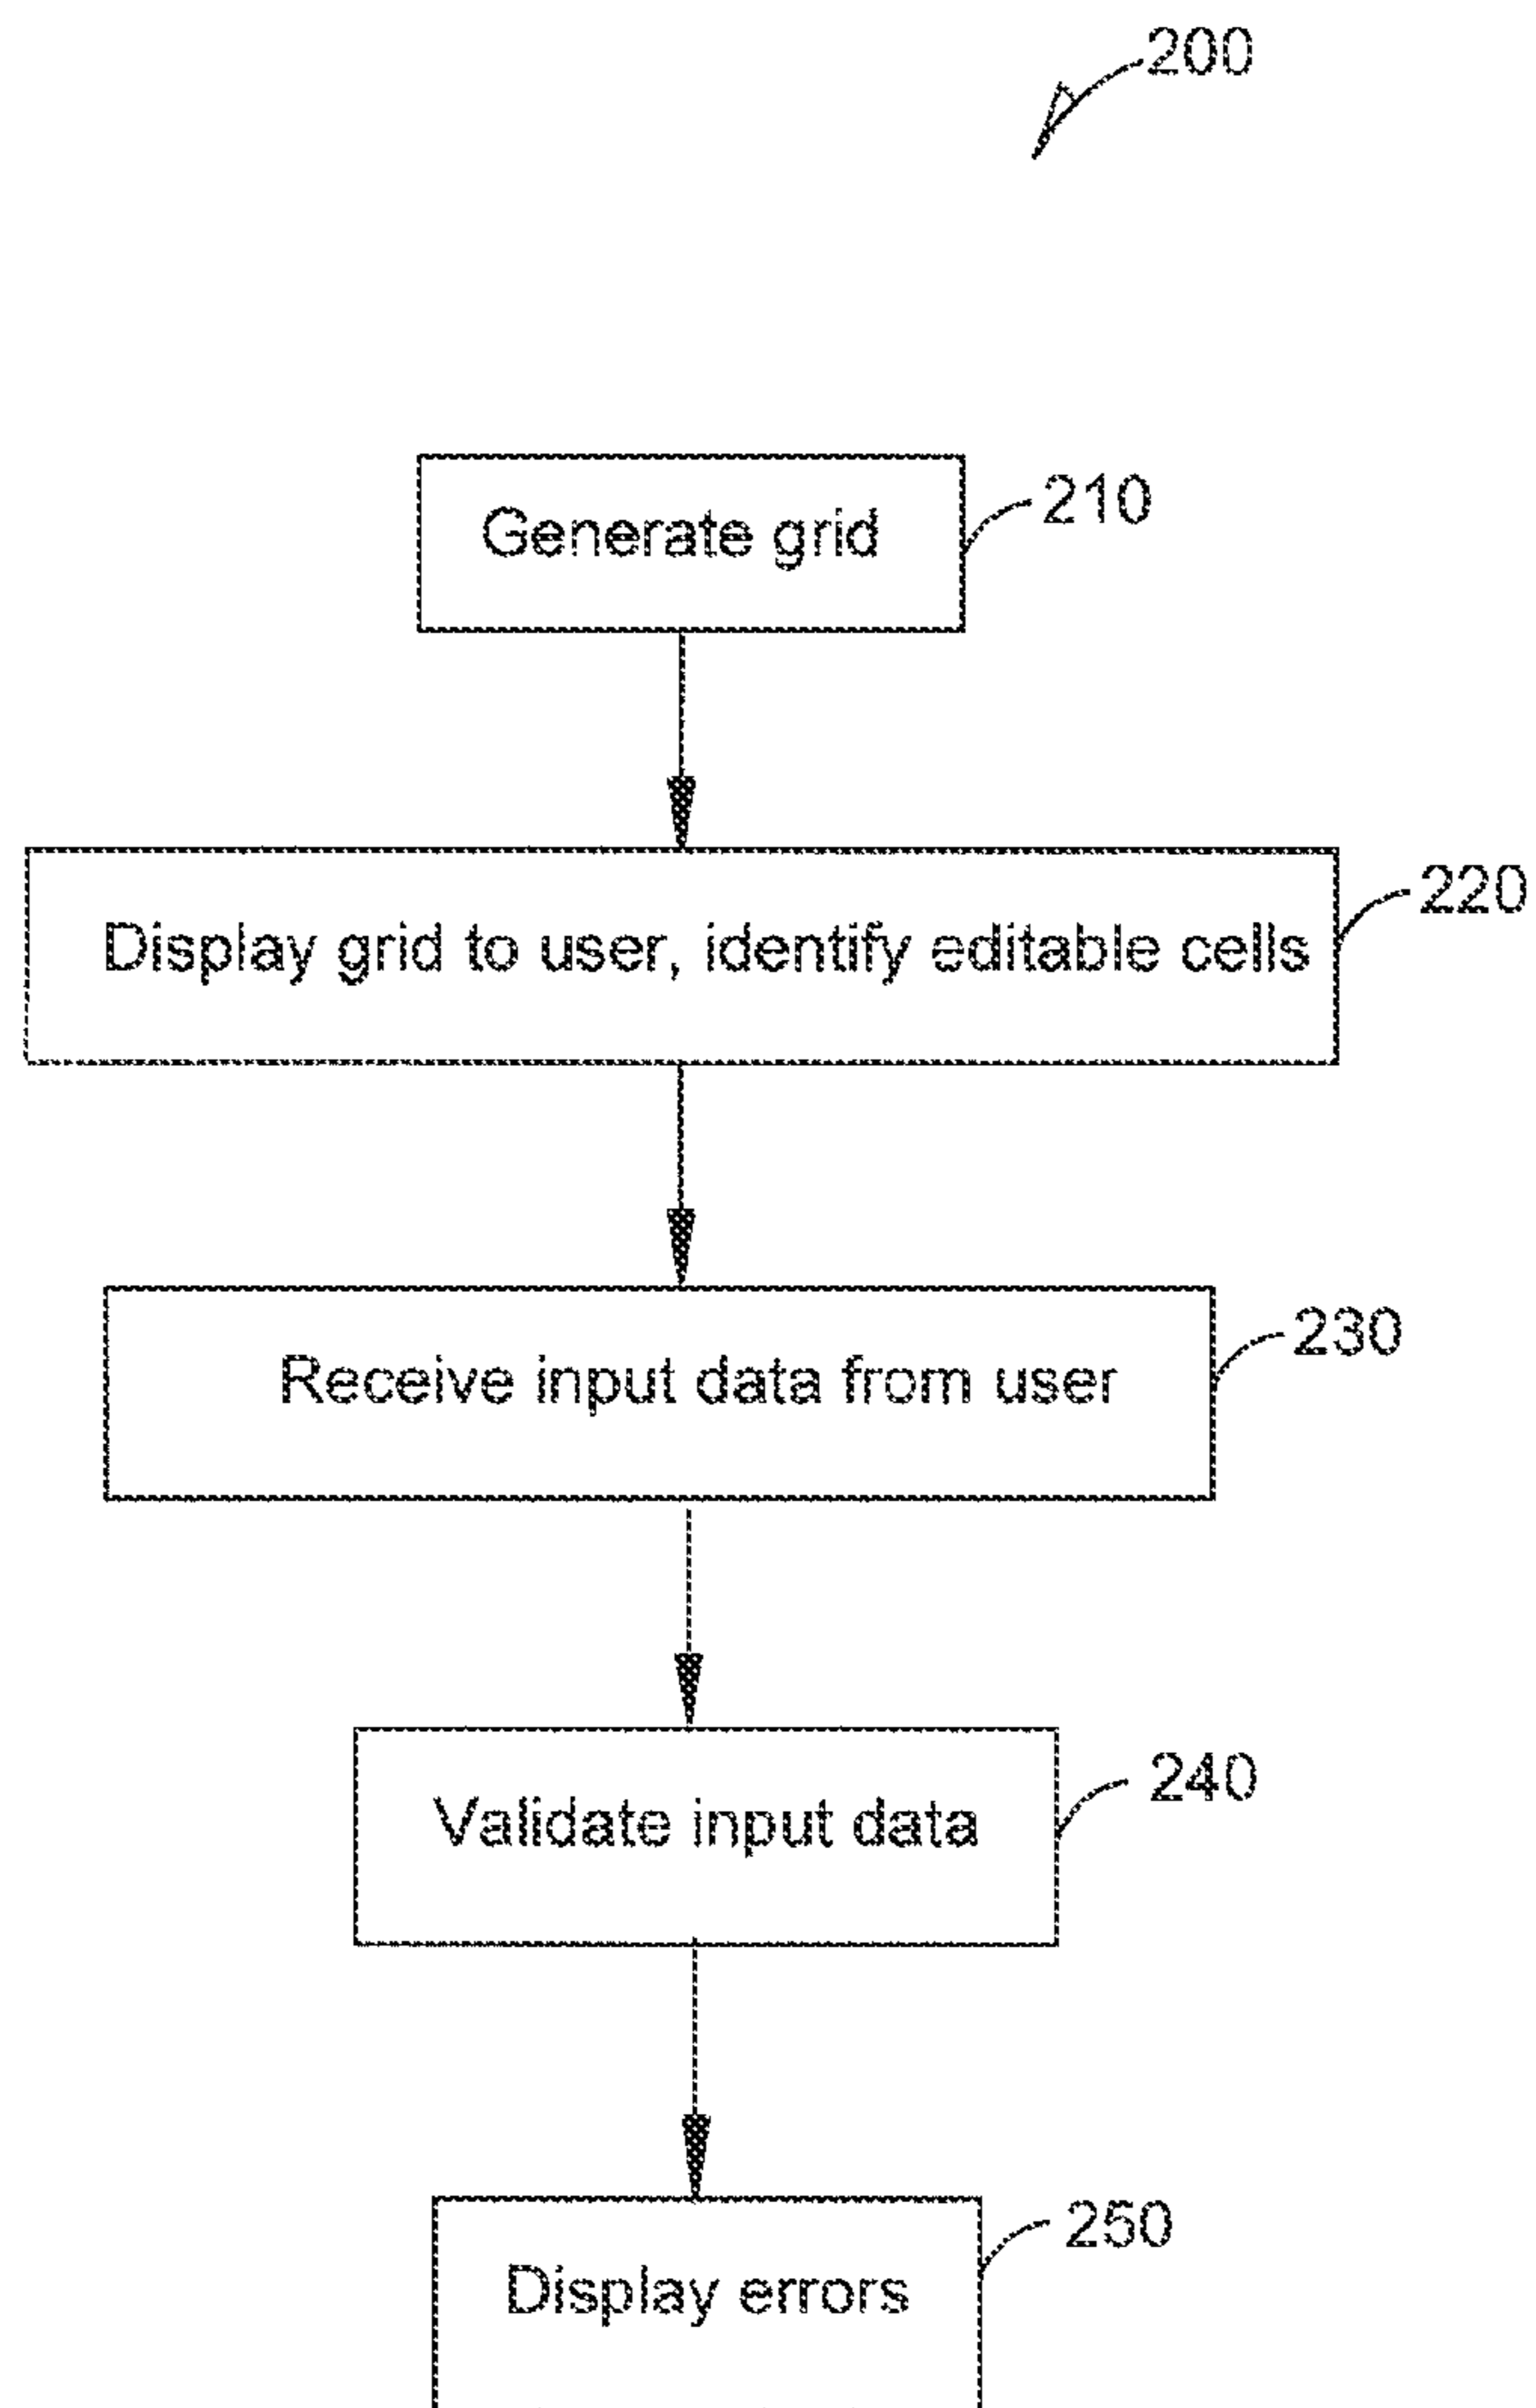 200
Generate grid
210
Display grid to user, identify editable cells
220
Receive input data from user
230
Validate input data
240
Display errors
250